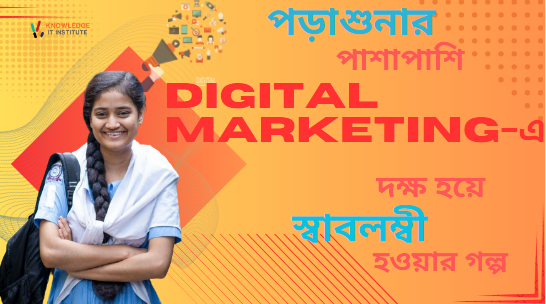 KNOWLEDGE
IT INSTITUTE
পড়াশুনার
পাশাপাশি
DIGITAL
MARKETING-এ
দক্ষ হয়ে
স্বাবলম্বী
হওয়ার গল্প